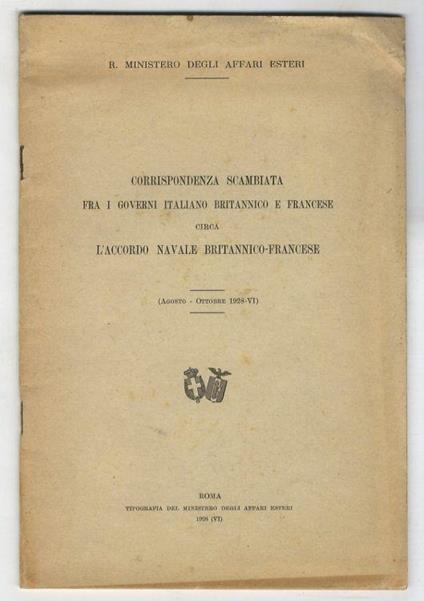 R. MINISTERO DEGLI AFFARI ESTERI
CORRISPONDENZA SCAMBIATA
FRA I GOVERNI ITALIANO BRITANNICO E FRANCESE
CIRCA
L'ACCORDO NAVALE BRITANNICO-FRANCESE
(AGOSTO - OTTOBRE 1928-VI)
ROMA
TIPOGRAFIA DEL MINISTERO DEGLI AFFARI ESTERI
1928 (VI)